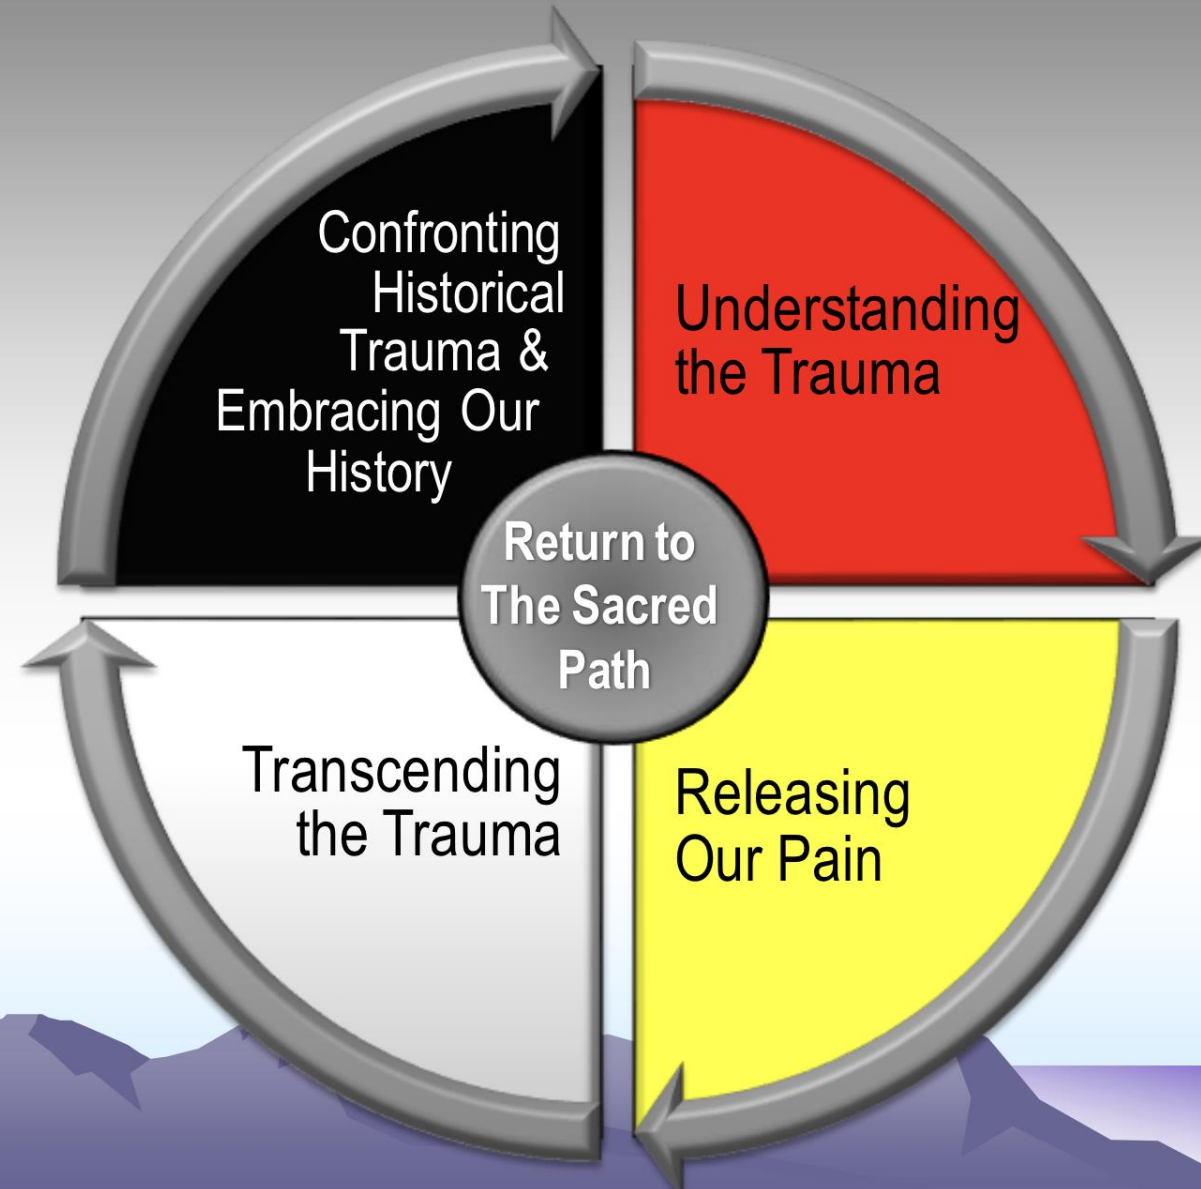 Confronting
Historical
Trauma &
Embracing Our
History
Understanding
the Trauma
Return to
The Sacred
Path
Transcending
the Trauma
Releasing
Our Pain